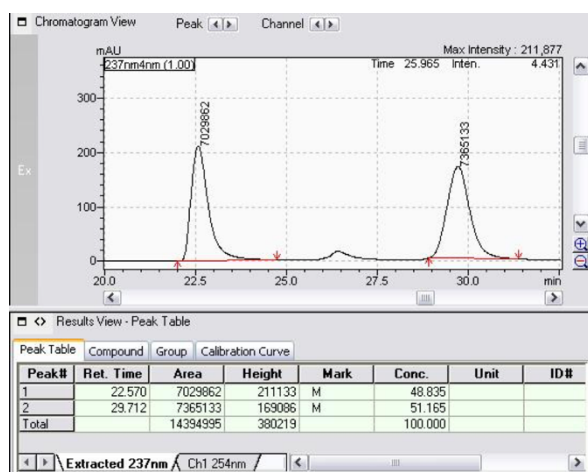 Chromatogram View Peak Channel
mAU Max Intensity : 211,877
237nm4nm (1.00) Time 25.965 Inten. 4.431
300
7029862
7365133
200
Ex
100
0
20.0 22.5 25.0 27.5 30.0 min
Results View - Peak Table
Peak Table Compound Group Calibration Curve
Peak# Ret. Time Area Height Mark Conc. Unit ID#
1 22.570 7029862 211133 M 48.835
2 29.712 7365133 169086 M 51.165
Total 14394995 380219 100.000
Extracted 237nm Ch1 254nm